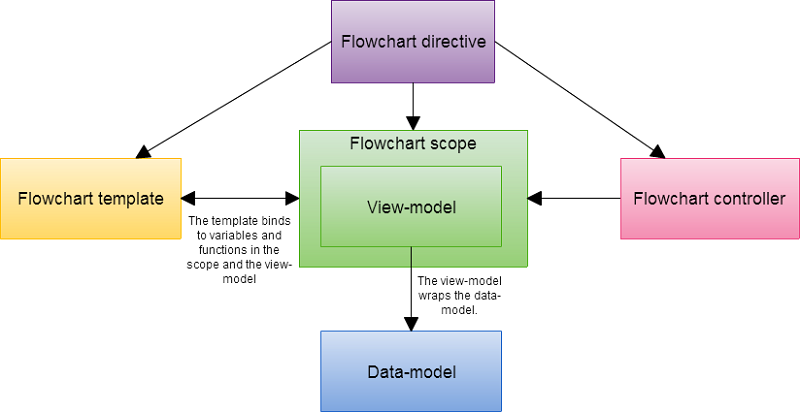 Flowchart directive
Flowchart scope
Flowchart template
View-model
Flowchart controller
The template binds
to variables and
functions in the
scope and the view-
model
The view-model
wraps the data-
model.
Data-model